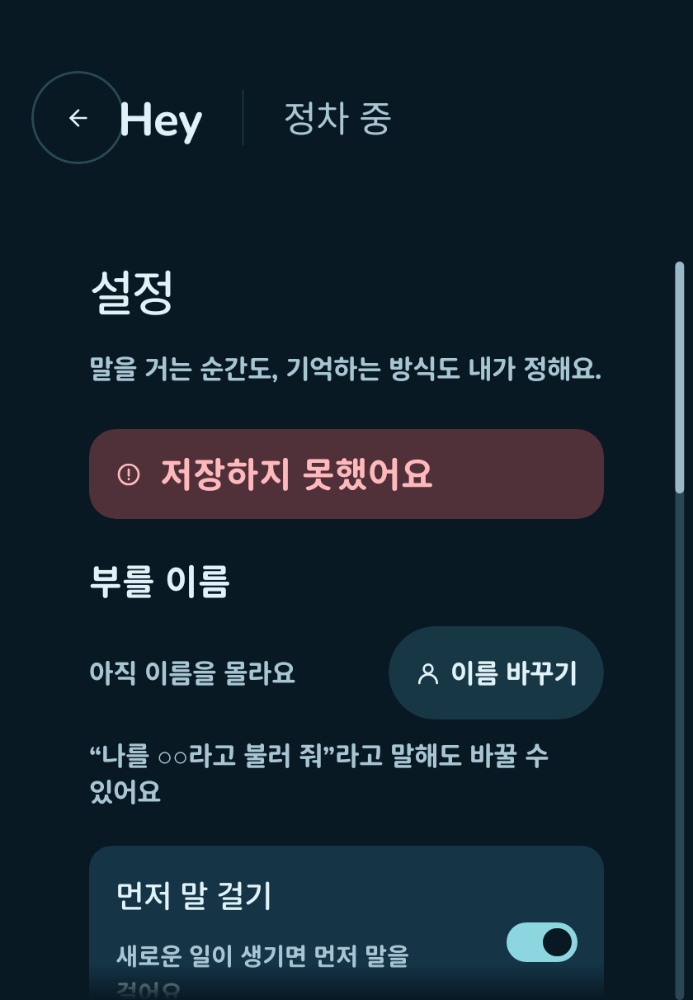 Hey 정차 중
설정
말을 거는 순간도, 기억하는 방식도 내가 정해요.
저장하지 못했어요
부를 이름
아직 이름을 몰라요
이름 바꾸기
“나를 ○○라고 불러 줘”라고 말해도 바꿀 수
있어요
먼저 말 걸기
새로운 일이 생기면 먼저 말을
걸어요